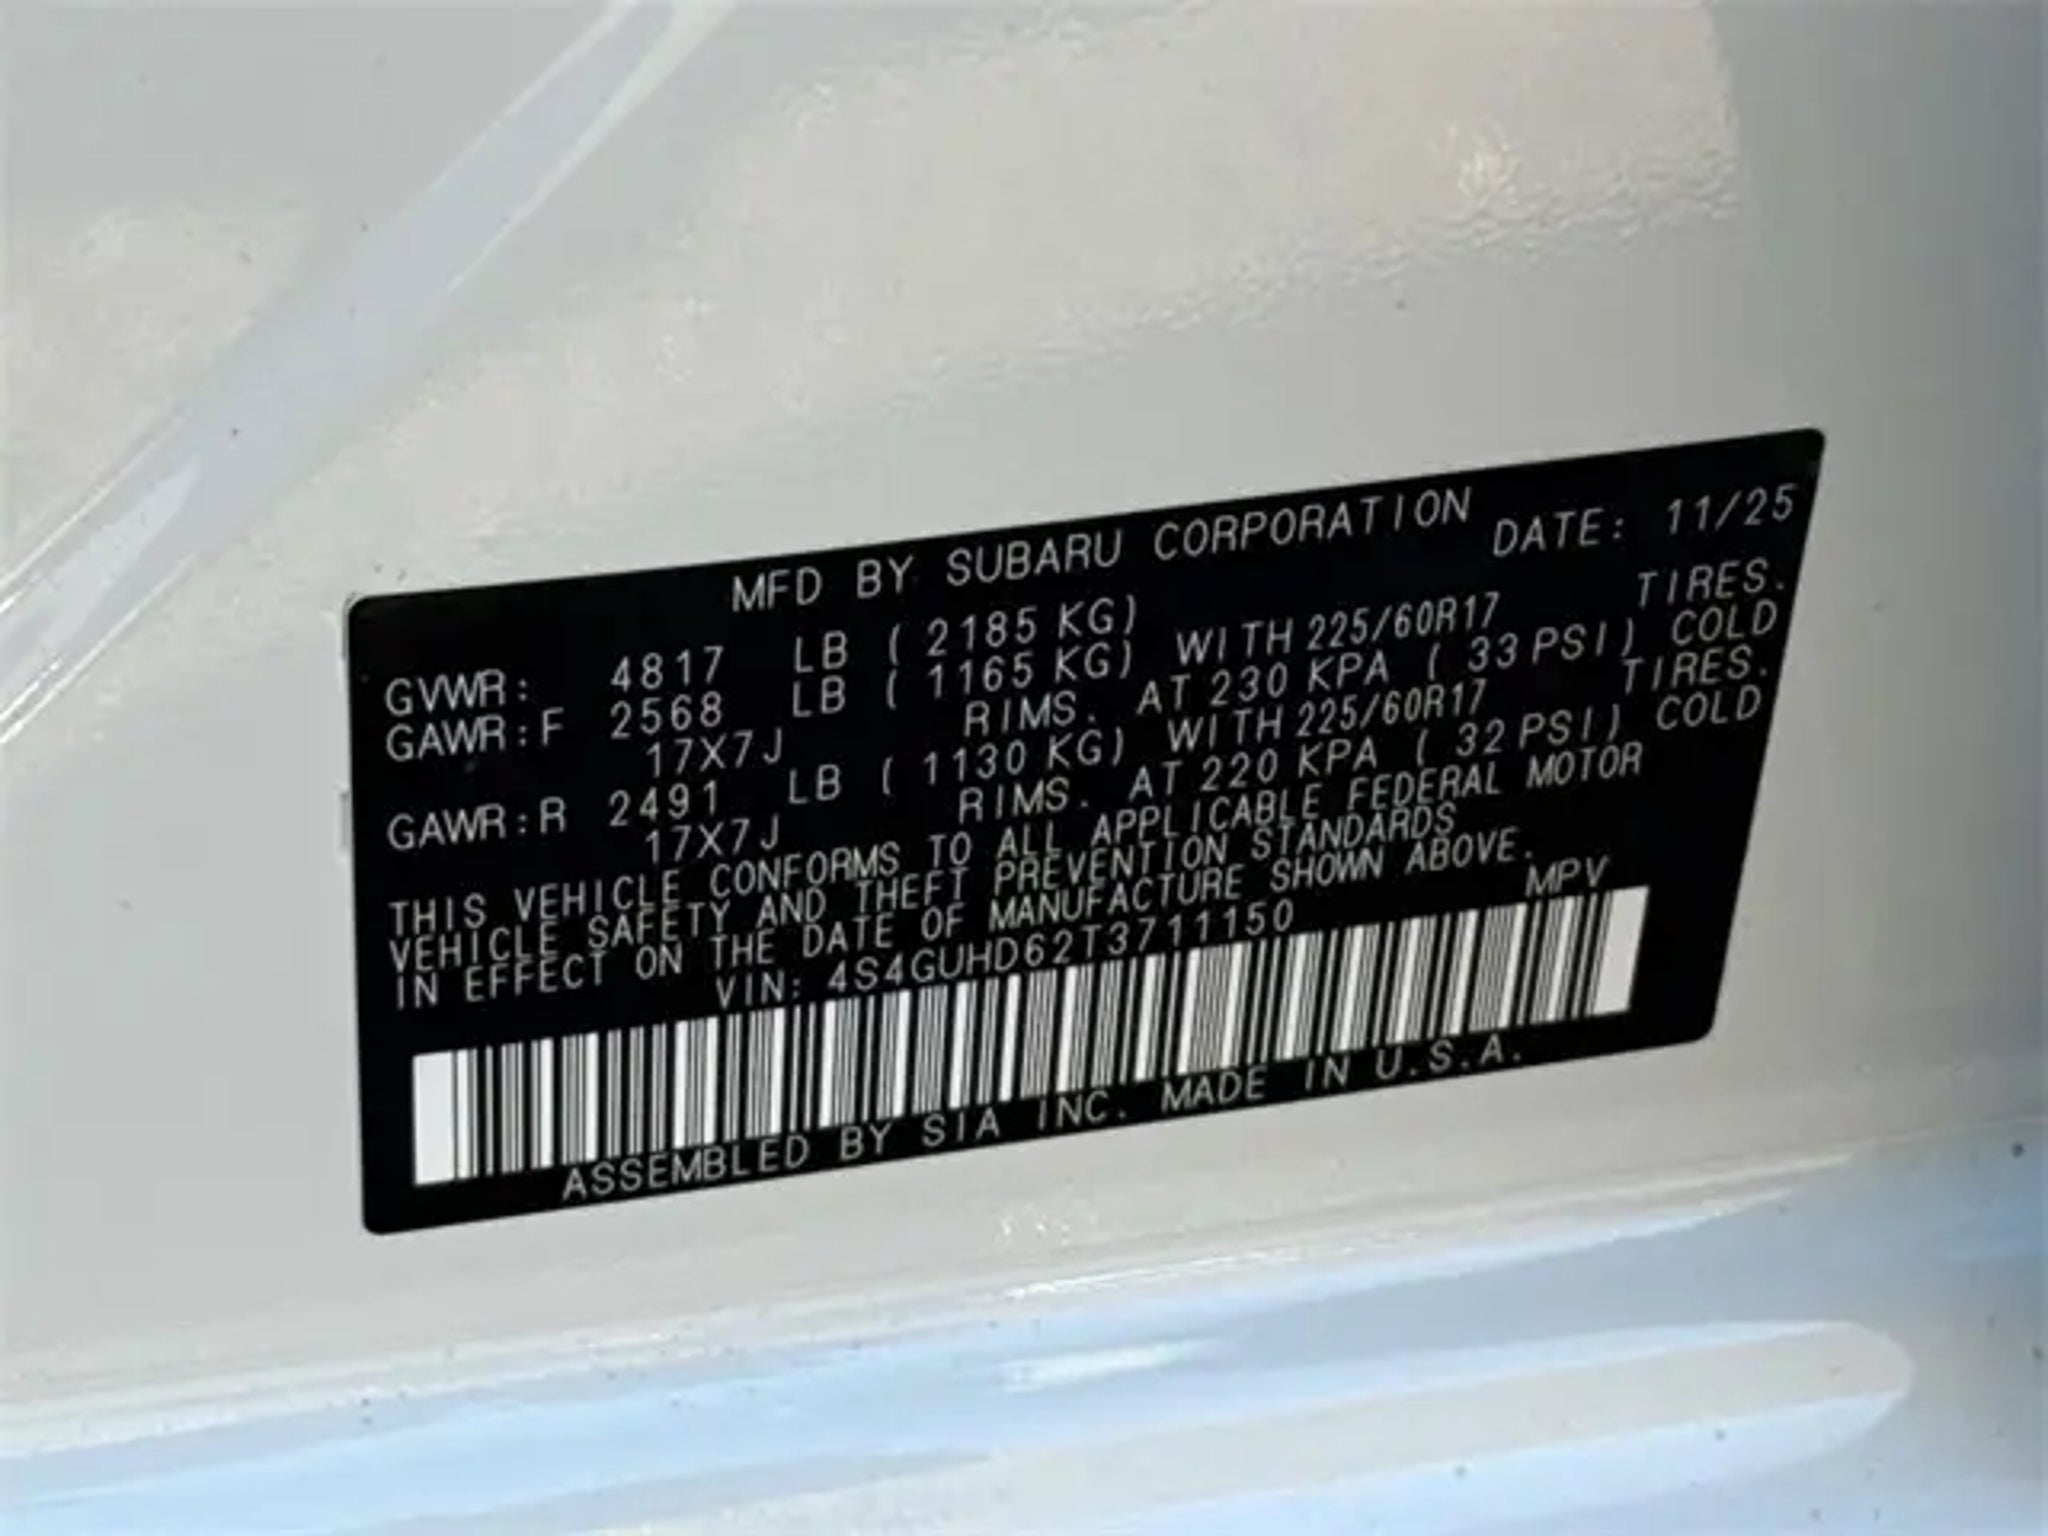 MFD BY SUBARU CORPORATION DATE: 11/25
GVWR: 4817 LB ( 2185 KG)
GAWR:F 2568 LB ( 1165 KG) WITH 225/60R17 TIRES.
17X7J RIMS. AT 230 KPA ( 33 PSI) COLD
GAWR:R 2491 LB ( 1130 KG) WITH 225/60R17 TIRES.
17X7J RIMS. AT 220 KPA ( 32 PSI) COLD
THIS VEHICLE CONFORMS TO ALL APPLICABLE FEDERAL MOTOR
VEHICLE SAFETY AND THEFT PREVENTION STANDARDS
IN EFFECT ON THE DATE OF MANUFACTURE SHOWN ABOVE.
VIN: 4S4GUHD62T3711150 MPV
ASSEMBLED BY SIA INC. MADE IN U.S.A.